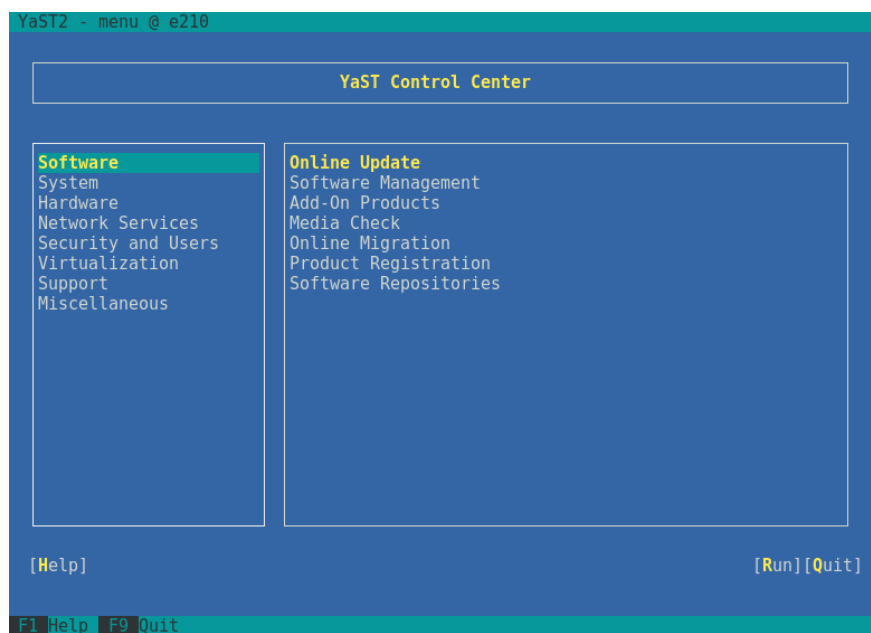 YaST2 - menu @ e210
YaST Control Center
Software
System
Hardware
Network Services
Security and Users
Virtualization
Support
Miscellaneous
Online Update
Software Management
Add-On Products
Media Check
Online Migration
Product Registration
Software Repositories
[Help] [Run][Quit]
F1 Help F9 Quit